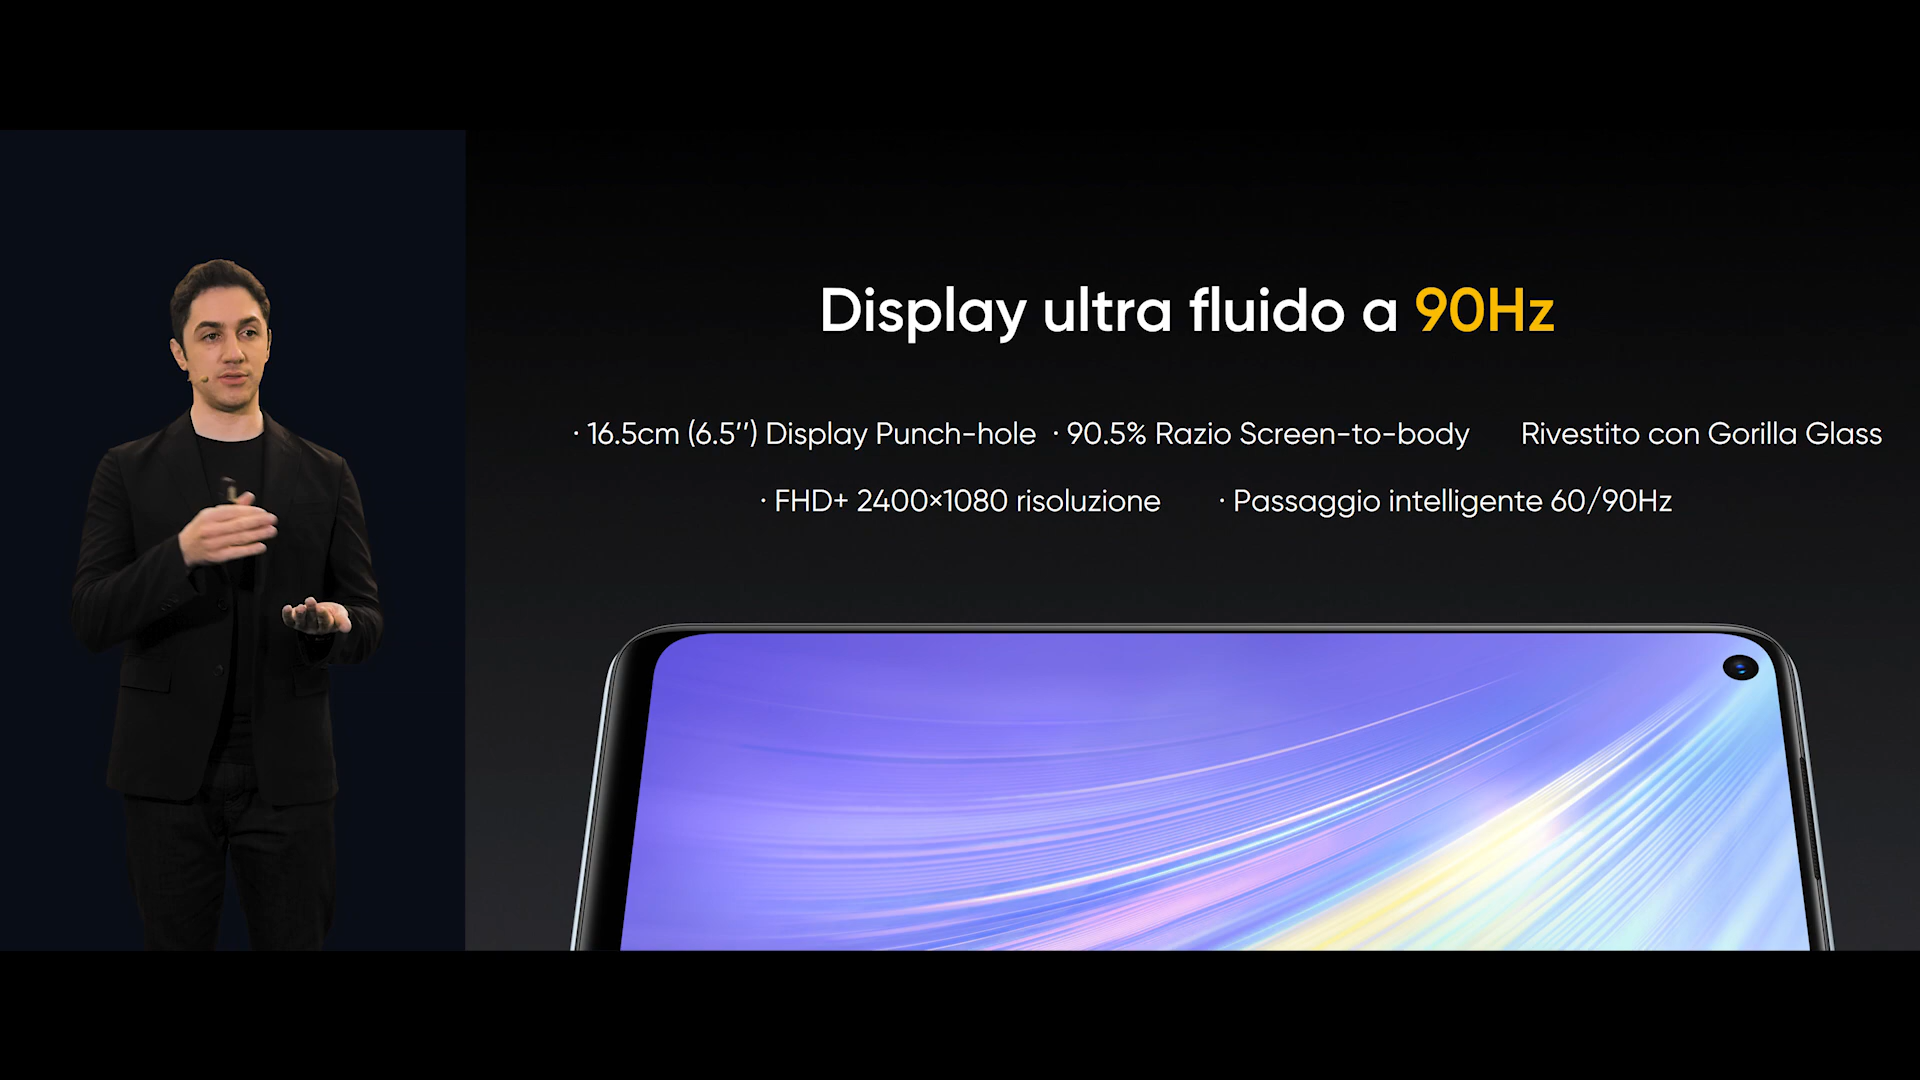 Display ultra fluido a 90Hz
· 16.5cm (6.5’’) Display Punch-hole · 90.5% Razio Screen-to-body Rivestito con Gorilla Glass
· FHD+ 2400×1080 risoluzione · Passaggio intelligente 60/90Hz